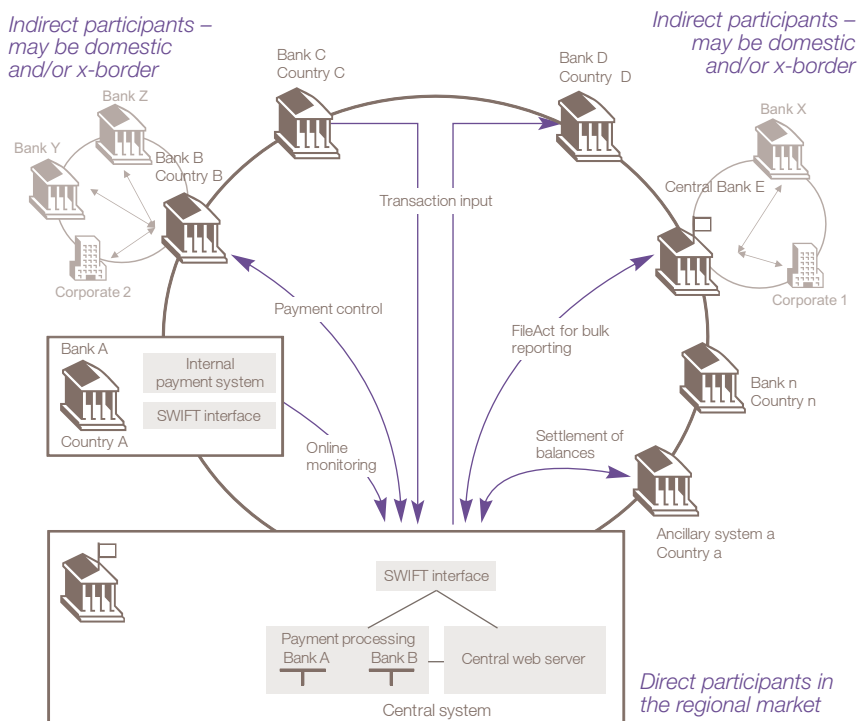 Indirect participants –
may be domestic
and/or x-border
Indirect participants –
may be domestic
and/or x-border
Bank C
Country C
Bank D
Country D
Bank Z
Bank Y
Bank B
Country B
Corporate 2
Bank X
Central Bank E
Corporate 1
Transaction input
Payment control
FileAct for bulk
reporting
Bank A
Internal
payment system
SWIFT interface
Country A
Bank n
Country n
Online
monitoring
Settlement of
balances
Ancillary system a
Country a
SWIFT interface
Payment processing
Bank A
Bank B
Central web server
Central system
Direct participants in
the regional market